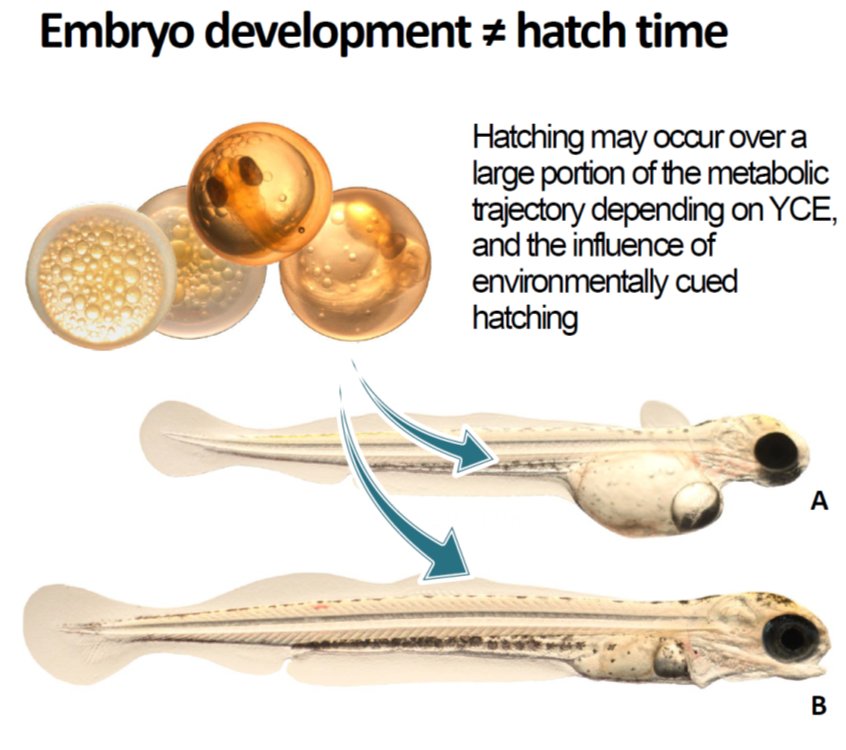 Embryo development ≠ hatch time
Hatching may occur over a
large portion of the metabolic
trajectory depending on YCE,
and the influence of
environmentally cued
hatching
A
B